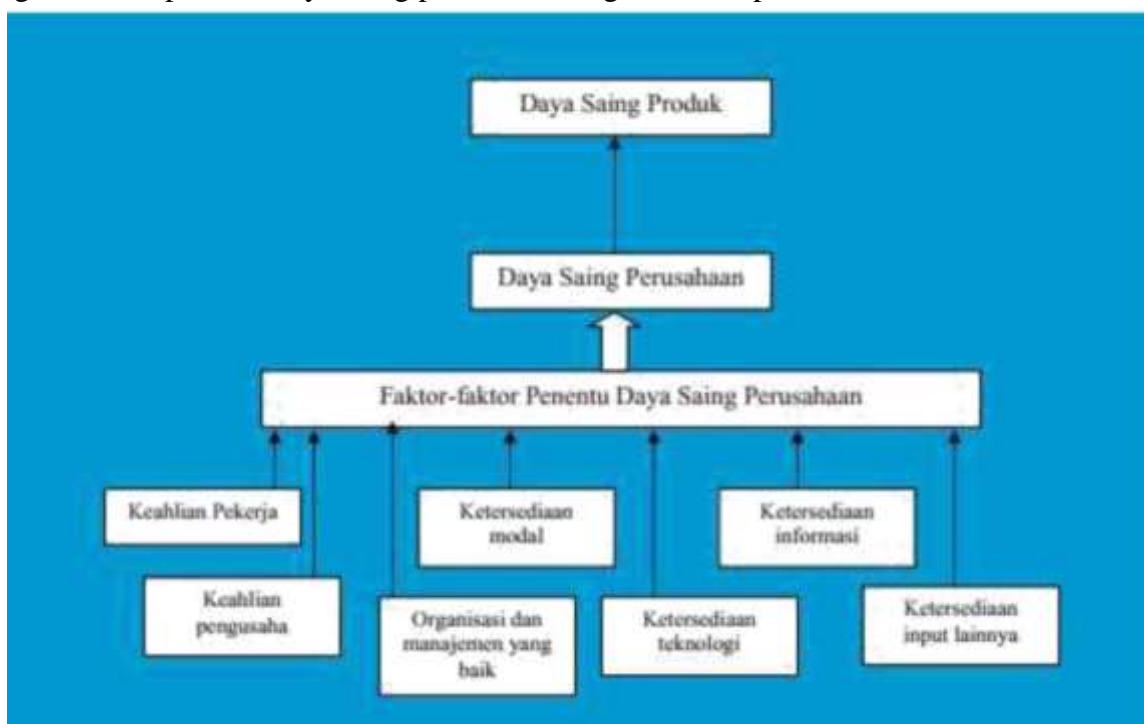 Daya Saing Produk
Daya Saing Perusahaan
Faktor-faktor Penentu Daya Saing Perusahaan
Keahlian Pekerja
Ketersediaan
modal
Ketersediaan
informasi
Keahlian
pengusaha
Organisasi dan
manajemen yang
baik
Ketersediaan
teknologi
Ketersediaan
input lainnya